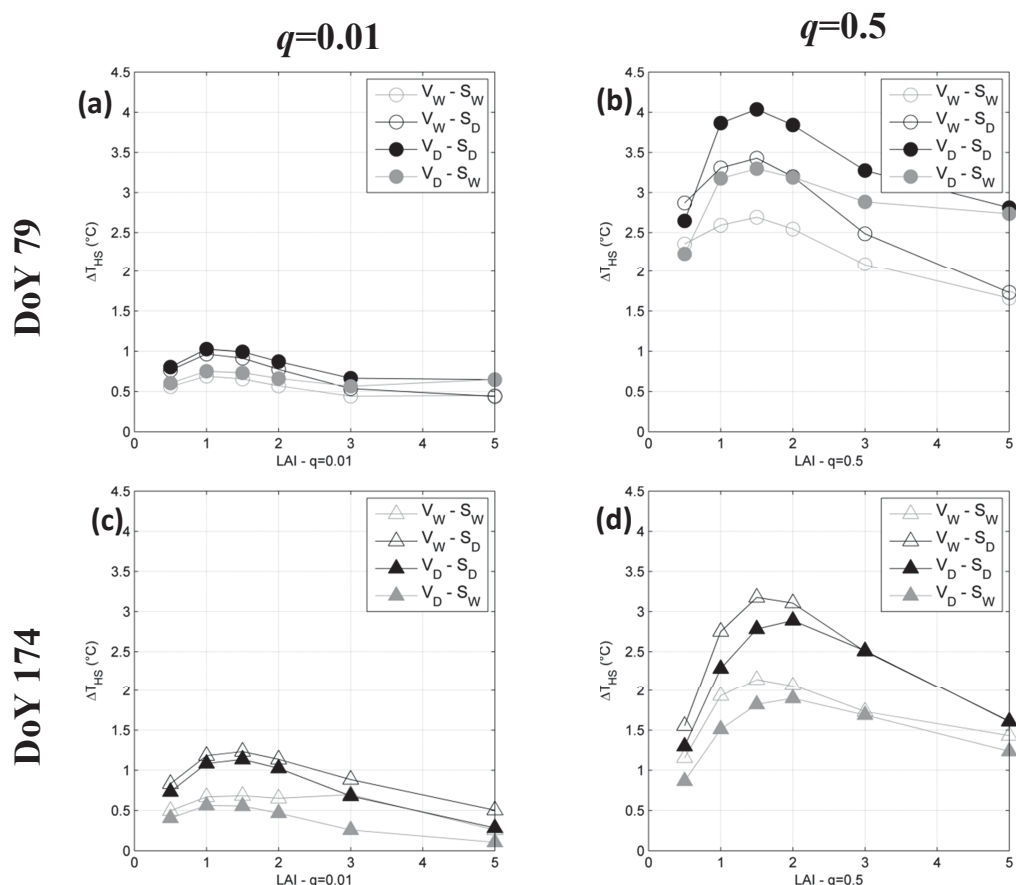 q=0.01
q=0.5
DoY 79
(a)
4.5
4
3.5
3
2.5
2
1.5
1
0.5
0
ΔT_HS (°C)
0 1 2 3 4 5
LAI - q=0.01
V_W - S_W
V_W - S_D
V_D - S_D
V_D - S_W
(b)
4.5
4
3.5
3
2.5
2
1.5
1
0.5
0
ΔT_HS (°C)
0 1 2 3 4 5
LAI - q=0.5
V_W - S_W
V_W - S_D
V_D - S_D
V_D - S_W
DoY 174
(c)
4.5
4
3.5
3
2.5
2
1.5
1
0.5
0
ΔT_HS (°C)
0 1 2 3 4 5
LAI - q=0.01
V_W - S_W
V_W - S_D
V_D - S_D
V_D - S_W
(d)
4.5
4
3.5
3
2.5
2
1.5
1
0.5
0
ΔT_HS (°C)
0 1 2 3 4 5
LAI - q=0.5
V_W - S_W
V_W - S_D
V_D - S_D
V_D - S_W